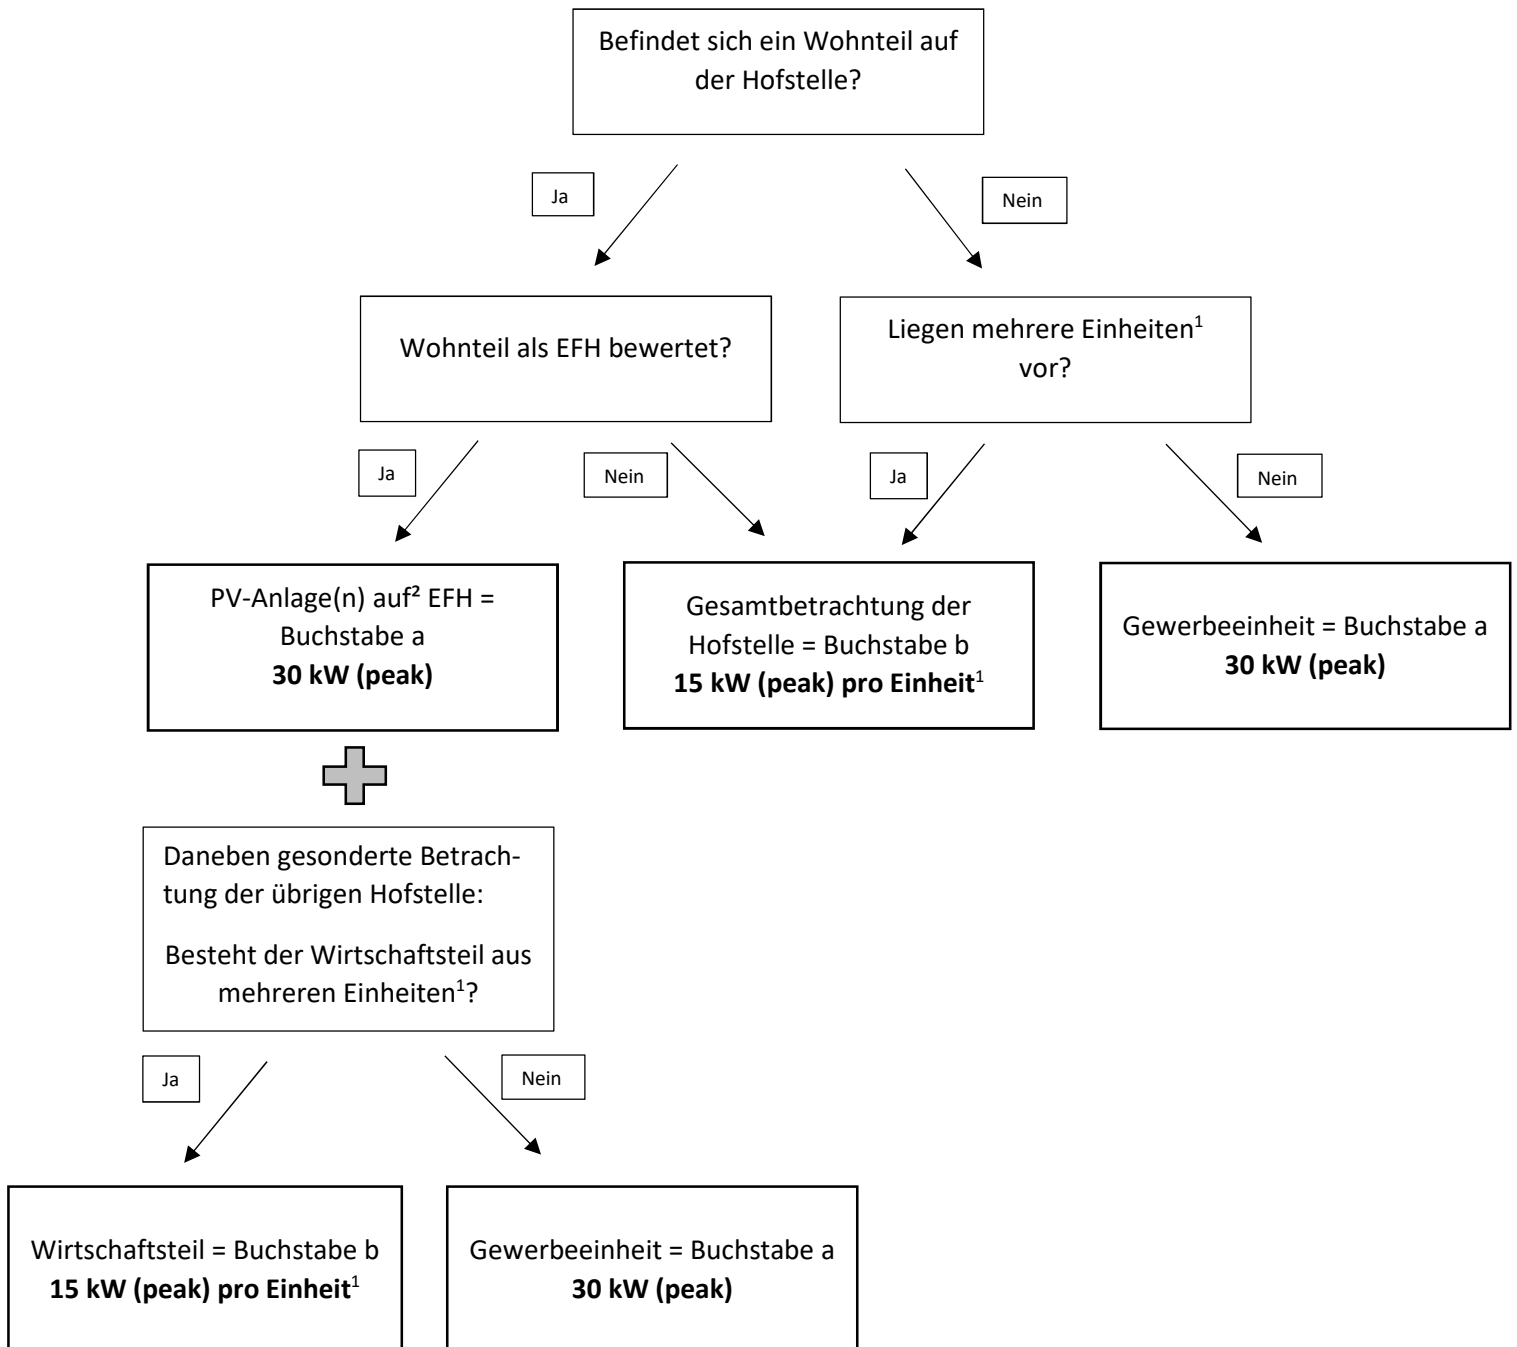 Befindet sich ein Wohnteil auf
der Hofstelle?
Ja
Nein
Wohnteil als EFH bewertet?
Liegen mehrere Einheiten¹
vor?
Ja
Nein
Ja
Nein
PV-Anlage(n) auf² EFH =
Buchstabe a
30 kW (peak)
Gesamtbetrachtung der
Hofstelle = Buchstabe b
15 kW (peak) pro Einheit¹
Gewerbeeinheit = Buchstabe a
30 kW (peak)
Daneben gesonderte Betrach-
tung der übrigen Hofstelle:
Besteht der Wirtschaftsteil aus
mehreren Einheiten¹?
Ja
Nein
Wirtschaftsteil = Buchstabe b
15 kW (peak) pro Einheit¹
Gewerbeeinheit = Buchstabe a
30 kW (peak)